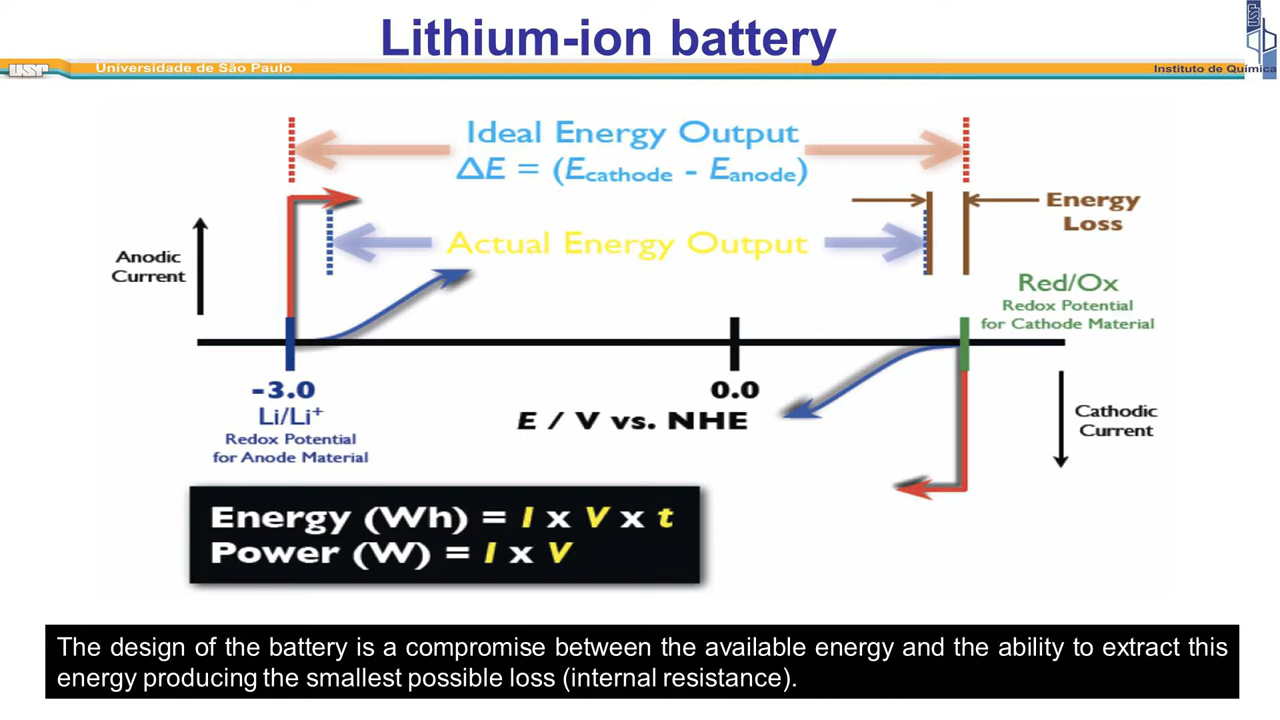 Lithium-ion battery
USP
Universidade de São Paulo
USP
Instituto de Química
Ideal Energy Output
ΔE = (Ecathode - Eanode)
Energy
Loss
Actual Energy Output
Anodic
Current
Red/Ox
Redox Potential
for Cathode Material
-3.0
0.0
Li/Li⁺
Redox Potential
for Anode Material
E / V vs. NHE
Cathodic
Current
Energy (Wh) = I x V x t
Power (W) = I x V
The design of the battery is a compromise between the available energy and the ability to extract this
energy producing the smallest possible loss (internal resistance).